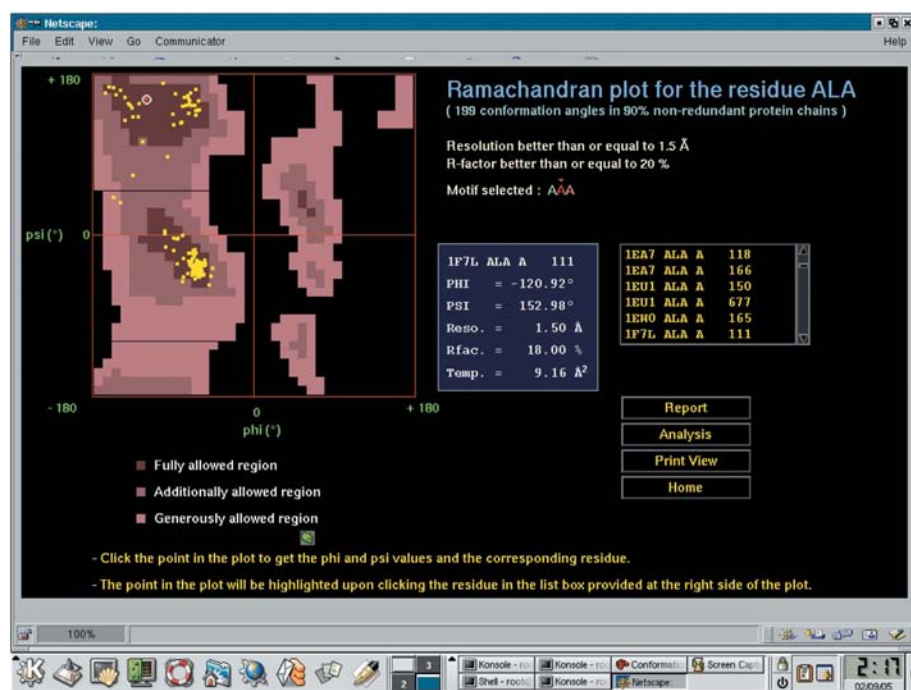 Netscape:
File Edit View Go Communicator Help
+ 180
psi (°) 0
- 180
0
+ 180
phi (°)
Ramachandran plot for the residue ALA
( 199 conformation angles in 90% non-redundant protein chains )
Resolution better than or equal to 1.5 Å
R-factor better than or equal to 20 %
Motif selected : AAA
1F7L ALA A 111
PHI = -120.92°
PSI = 152.98°
Reso. = 1.50 Å
Rfac. = 18.00 %
Temp. = 9.16 Å2
1EA7 ALA A 118
1EA7 ALA A 166
1EU1 ALA A 150
1EU1 ALA A 677
1EW0 ALA A 165
1F7L ALA A 111
Report
Analysis
Print View
Home
Fully allowed region
Additionally allowed region
Generously allowed region
- Click the point in the plot to get the phi and psi values and the corresponding residue.
- The point in the plot will be highlighted upon clicking the residue in the list box provided at the right side of the plot.
100%
3
2
Konsole - ro
Konsole - ro
Conformatio
Screen Capt
Shell - root@
Konsole - ro
Netscape:
2:17
02/09/05